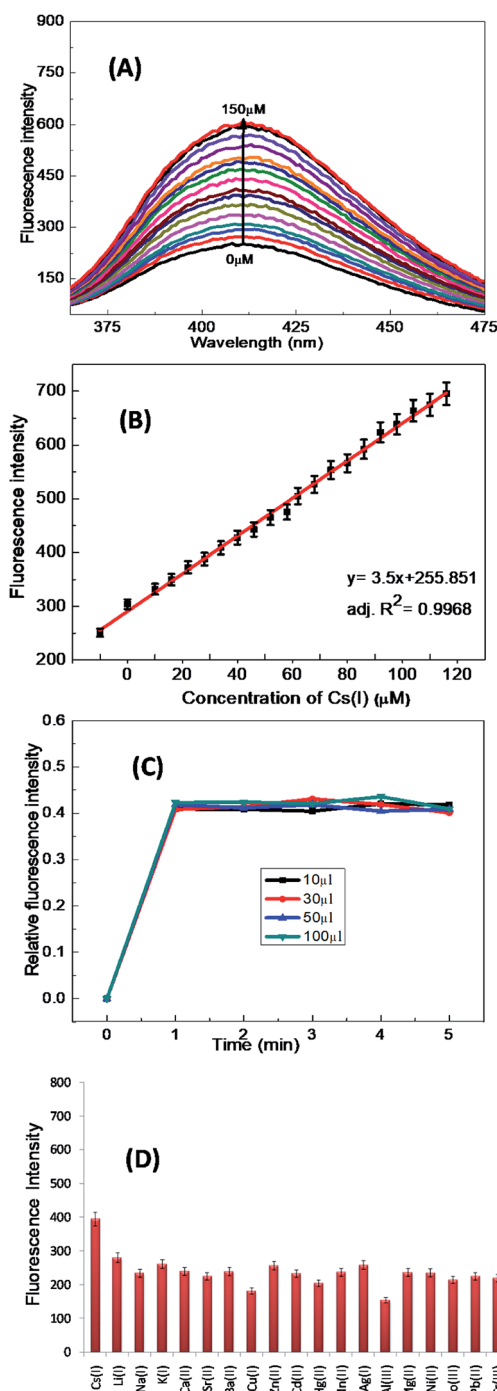 900
750
600
450
300
150
(A)
150μM
0μM
375
400
425
450
475
Fluorescence intensity
Wavelength (nm)
700
600
500
400
300
200
(B)
y= 3.5x+255.851
adj. R²= 0.9968
0
20
40
60
80
100
120
Fluorescence intensity
Concentration of Cs(I) (μM)
0.6
0.5
0.4
0.3
0.2
0.1
0.0
(C)
10μl
30μl
50μl
100μl
0
1
2
3
4
5
Relative fluorescence intensity
Time (min)
800
700
600
500
400
300
200
100
0
(D)
Fluorescence Intensity
Cs(I)
Li(I)
Na(I)
K(I)
Ca(II)
Sr(II)
Ba(II)
Cu(I)
Zn(II)
Cd(II)
Ag(I)
Al(III)
Ni(II)
Pb(II)